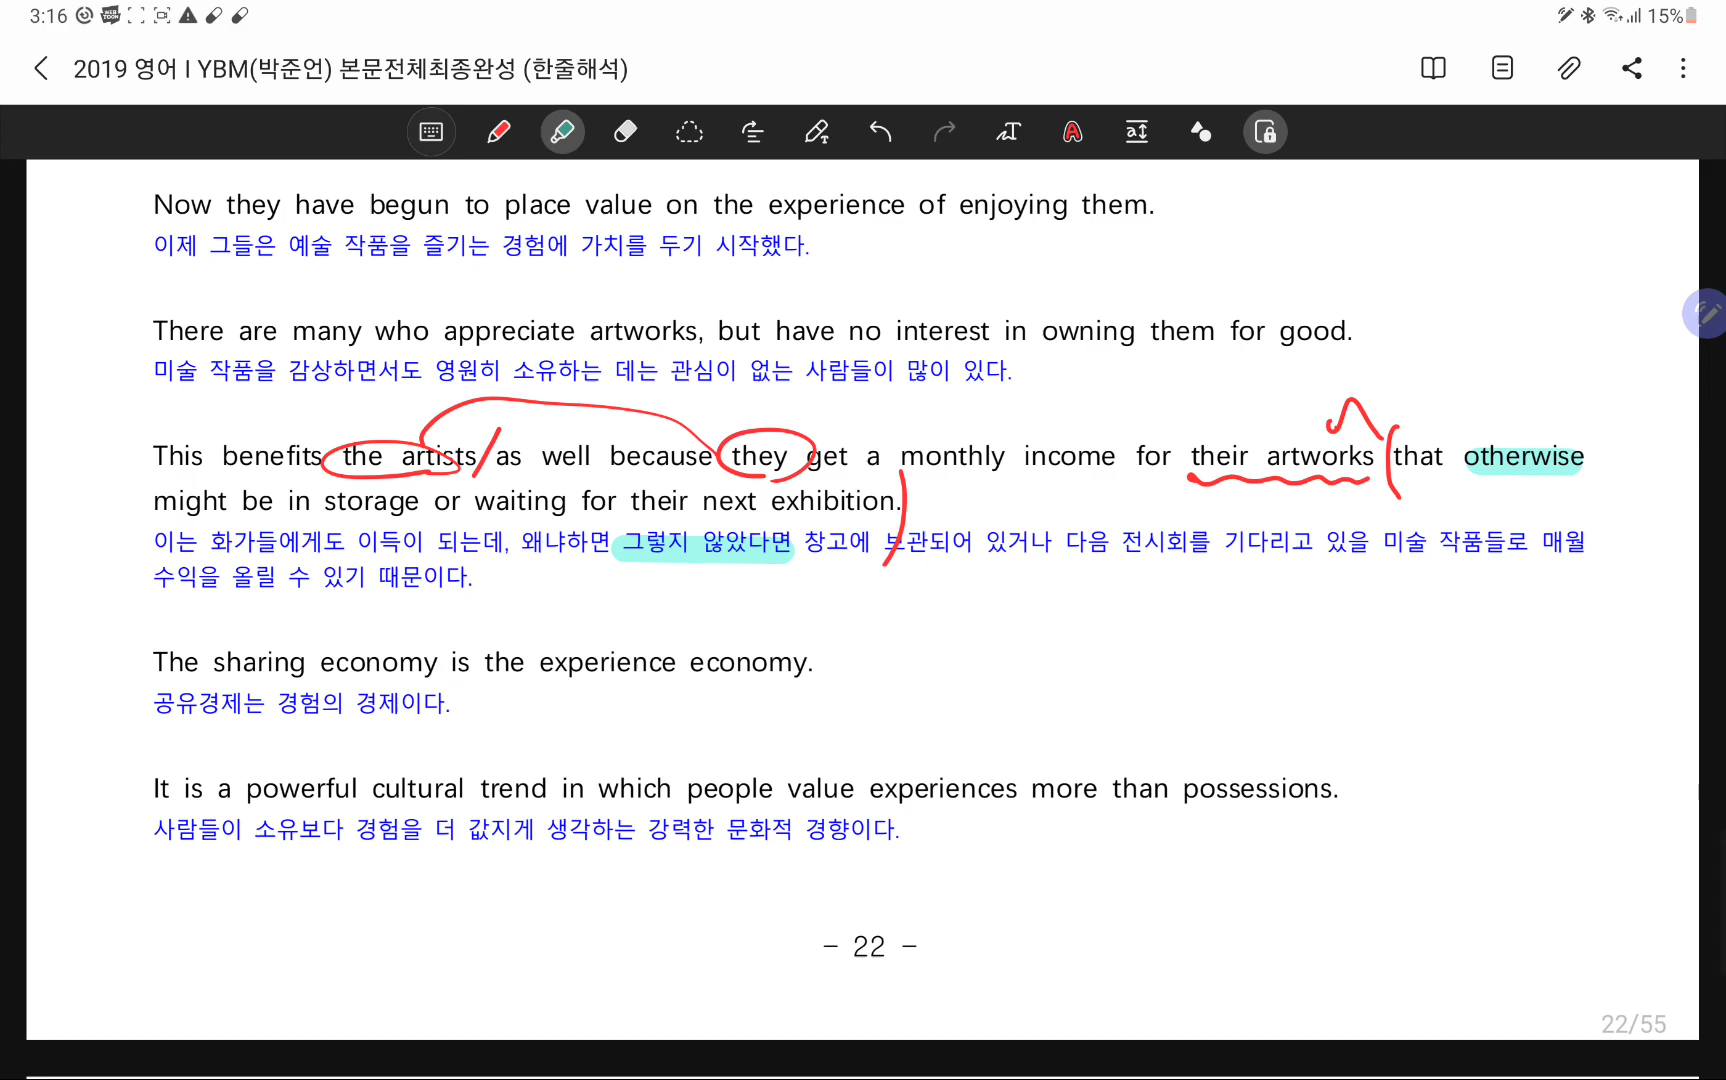 3:16
WEB TOON
15%
2019 영어 I YBM(박준언) 본문전체최종완성 (한줄해석)
Now they have begun to place value on the experience of enjoying them.
이제 그들은 예술 작품을 즐기는 경험에 가치를 두기 시작했다.
There are many who appreciate artworks, but have no interest in owning them for good.
미술 작품을 감상하면서도 영원히 소유하는 데는 관심이 없는 사람들이 많이 있다.
This benefits the artists as well because they get a monthly income for their artworks that otherwise
might be in storage or waiting for their next exhibition.
이는 화가들에게도 이득이 되는데, 왜냐하면 그렇지 않았다면 창고에 보관되어 있거나 다음 전시회를 기다리고 있을 미술 작품들로 매월
수익을 올릴 수 있기 때문이다.
The sharing economy is the experience economy.
공유경제는 경험의 경제이다.
It is a powerful cultural trend in which people value experiences more than possessions.
사람들이 소유보다 경험을 더 값지게 생각하는 강력한 문화적 경향이다.
- 22 -
22/55